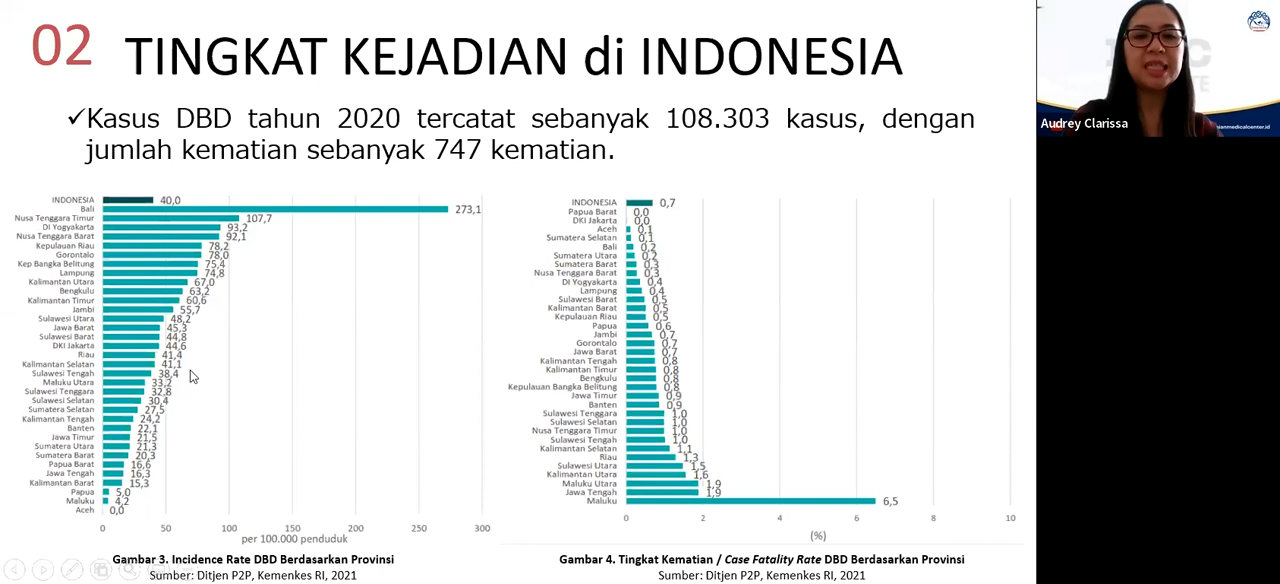 02 TINGKAT KEJADIAN di INDONESIA
✓Kasus DBD tahun 2020 tercatat sebanyak 108.303 kasus, dengan
jumlah kematian sebanyak 747 kematian.
INDONESIA 40,0
Bali 273,1
Nusa Tenggara Timur 107,7
DI Yogyakarta 93,2
Nusa Tenggara Barat 92,1
Kepulauan Riau 78,2
Gorontalo 78,0
Kep Bangka Belitung 75,4
Lampung 74,8
Kalimantan Utara 67,0
Bengkulu 63,2
Kalimantan Timur 60,6
Jambi 55,7
Sulawesi Utara 48,2
Jawa Barat 45,3
Sulawesi Barat 44,8
DKI Jakarta 44,6
Riau 41,4
Kalimantan Selatan 41,1
Sulawesi Tengah 38,4
Maluku Utara 33,2
Sulawesi Tenggara 32,8
Sulawesi Selatan 30,4
Sumatera Selatan 27,5
Kalimantan Tengah 24,2
Banten 22,1
Jawa Timur 21,5
Sumatera Utara 21,3
Sumatera Barat 20,3
Papua Barat 16,6
Jawa Tengah 16,3
Kalimantan Barat 15,3
Papua 5,0
Maluku 4,2
Aceh 0,0
0 50 100 150 200 250 300
per 100.000 penduduk
Gambar 3. Incidence Rate DBD Berdasarkan Provinsi
Sumber: Ditjen P2P, Kemenkes RI, 2021
INDONESIA 0,7
Papua Barat 0,0
DKI Jakarta 0,0
Aceh 0,1
Sumatera Selatan 0,1
Bali 0,2
Sumatera Utara 0,2
Sumatera Barat 0,3
Nusa Tenggara Barat 0,3
DI Yogyakarta 0,4
Lampung 0,4
Sulawesi Barat 0,5
Kalimantan Barat 0,5
Kepulauan Riau 0,5
Papua 0,6
Jambi 0,7
Gorontalo 0,7
Jawa Barat 0,7
Kalimantan Tengah 0,8
Kalimantan Timur 0,8
Bengkulu 0,8
Kepulauan Bangka Belitung 0,8
Jawa Timur 0,9
Banten 0,9
Sulawesi Tenggara 1,0
Sulawesi Selatan 1,0
Nusa Tenggara Timur 1,0
Sulawesi Tengah 1,0
Kalimantan Selatan 1,1
Riau 1,3
Sulawesi Utara 1,5
Kalimantan Utara 1,6
Maluku Utara 1,9
Jawa Tengah 1,9
Maluku 6,5
0 2 4 6 8 10
(%)
Gambar 4. Tingkat Kematian / Case Fatality Rate DBD Berdasarkan Provinsi
Sumber: Ditjen P2P, Kemenkes RI, 2021
Audrey Clarissa